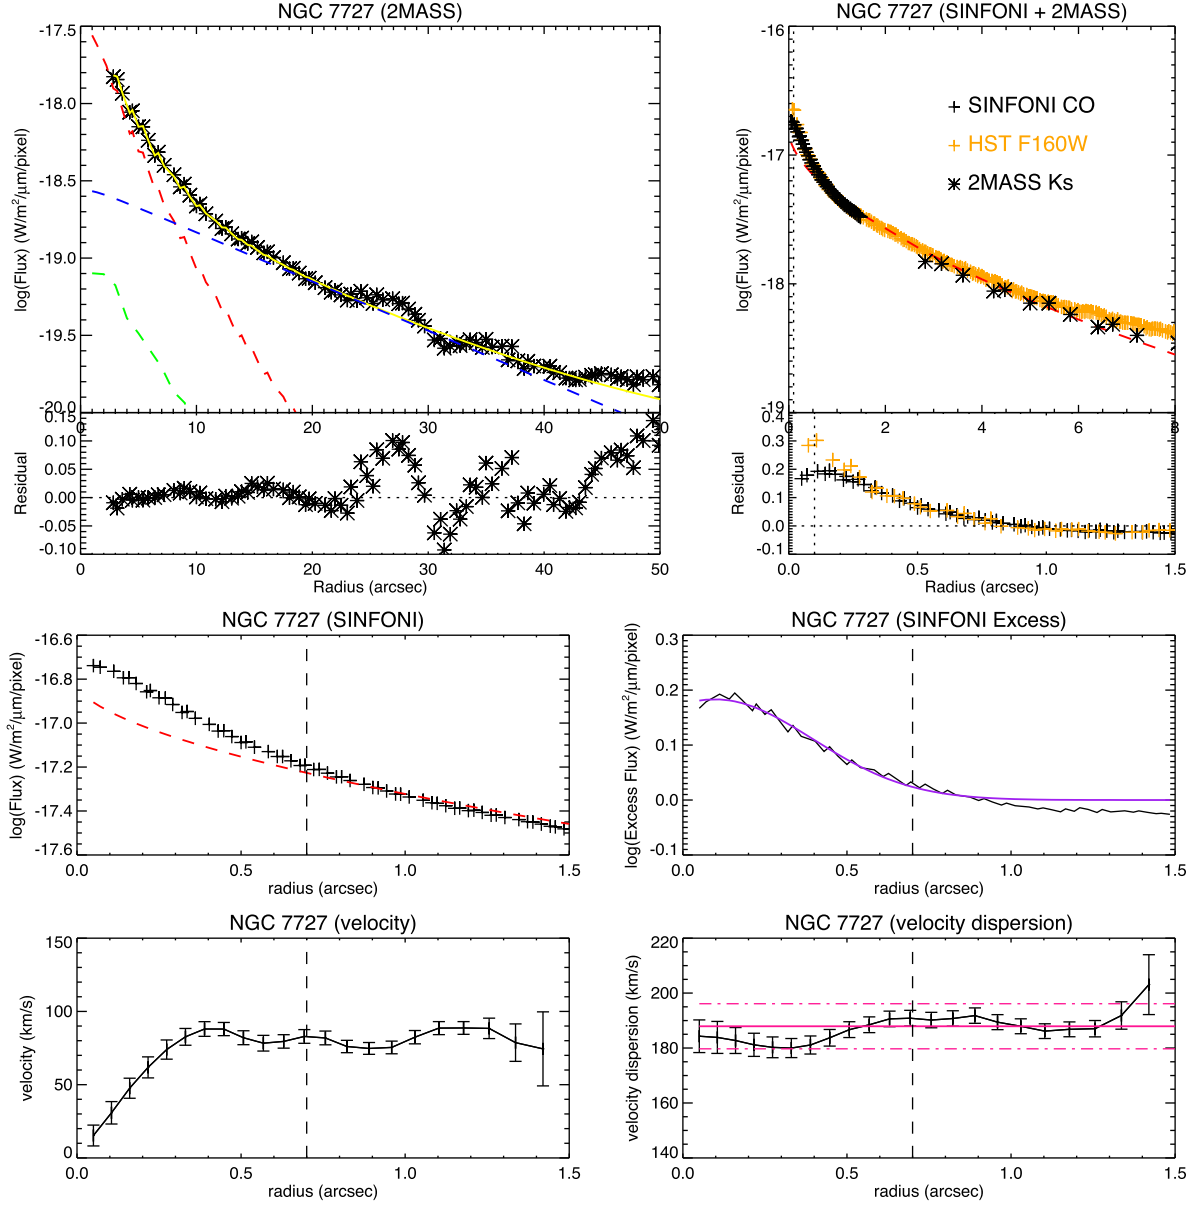 NGC 7727 (2MASS)
log(Flux) (W/m²/μm/pixel)
-17.5
-18.0
-18.5
-19.0
-19.5
-20.0
0 10 20 30 40 50
Residual
0.15
0.10
0.05
0.00
-0.05
-0.10
0 10 20 30 40 50
Radius (arcsec)
NGC 7727 (SINFONI + 2MASS)
log(Flux) (W/m²/μm/pixel)
-16
-17
-18
-19
SINFONI CO
HST F160W
2MASS Ks
0 2 4 6 8
Residual
0.4
0.3
0.2
0.1
0.0
-0.1
0.0 0.5 1.0 1.5
Radius (arcsec)
NGC 7727 (SINFONI)
log(Flux) (W/m²/μm/pixel)
-16.6
-16.8
-17.0
-17.2
-17.4
-17.6
0.0 0.5 1.0 1.5
radius (arcsec)
NGC 7727 (SINFONI Excess)
log(Excess Flux) (W/m²/μm/pixel)
0.3
0.2
0.1
0.0
-0.1
0.0 0.5 1.0 1.5
radius (arcsec)
NGC 7727 (velocity)
velocity (km/s)
150
100
50
0
0.0 0.5 1.0 1.5
radius (arcsec)
NGC 7727 (velocity dispersion)
velocity dispersion (km/s)
220
200
180
160
140
0.0 0.5 1.0 1.5
radius (arcsec)